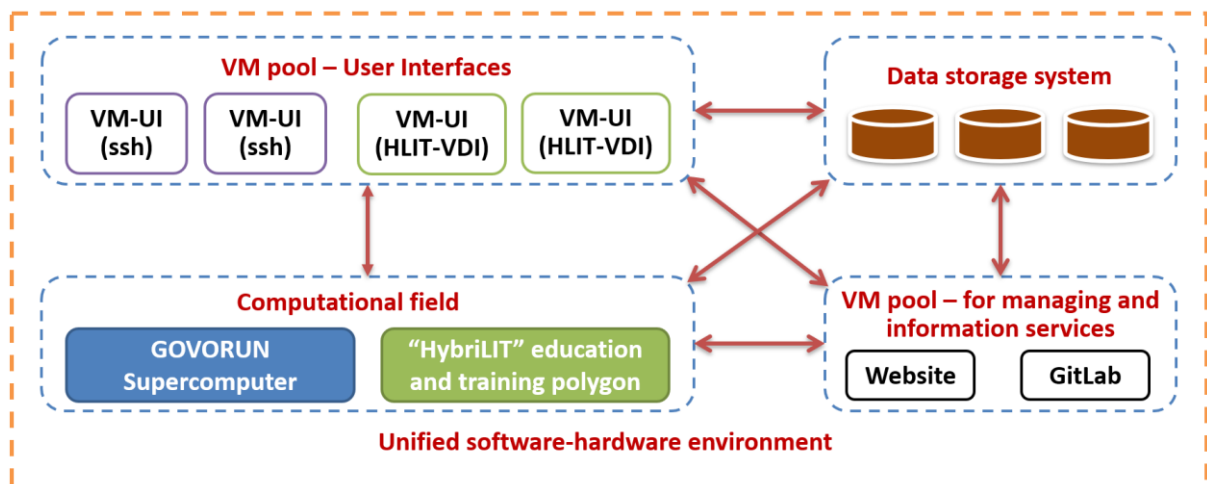 VM pool – User Interfaces
VM-UI
(ssh)
VM-UI
(ssh)
VM-UI
(HLIT-VDI)
VM-UI
(HLIT-VDI)
Data storage system
Computational field
GOVORUN
Supercomputer
“HybriLIT” education
and training polygon
VM pool – for managing and
information services
Website
GitLab
Unified software-hardware environment